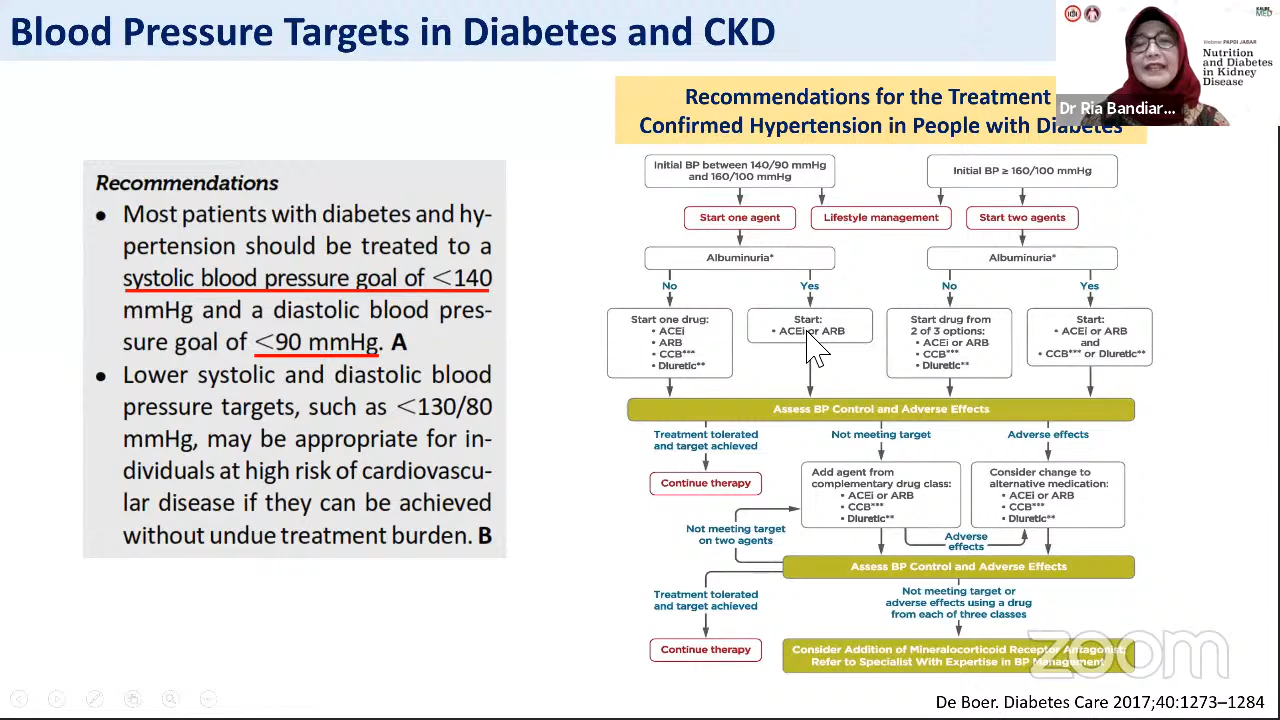 Blood Pressure Targets in Diabetes and CKD
KALBE
MED
Webinar PAPDI JABAR
Nutrition
and Diabetes
in Kidney
Disease
Dr Ria Bandiar...
Recommendations for the Treatment
Confirmed Hypertension in People with Diabetes
Recommendations
• Most patients with diabetes and hy-
pertension should be treated to a
systolic blood pressure goal of <140
mmHg and a diastolic blood pres-
sure goal of <90 mmHg. A
• Lower systolic and diastolic blood
pressure targets, such as <130/80
mmHg, may be appropriate for in-
dividuals at high risk of cardiovascu-
lar disease if they can be achieved
without undue treatment burden. B
Initial BP between 140/90 mmHg
and 160/100 mmHg
Initial BP ≥ 160/100 mmHg
Start one agent
Lifestyle management
Start two agents
Albuminuria*
Albuminuria*
No
Yes
No
Yes
Start one drug:
• ACEi
• ARB
• CCB***
• Diuretic**
Start:
• ACEi or ARB
Start drug from
2 of 3 options:
• ACEi or ARB
• CCB***
• Diuretic**
Start:
• ACEi or ARB
and
• CCB*** or Diuretic**
Assess BP Control and Adverse Effects
Treatment tolerated
and target achieved
Not meeting target
Adverse effects
Continue therapy
Add agent from
complementary drug class:
• ACEi or ARB
• CCB***
• Diuretic**
Consider change to
alternative medication:
• ACEi or ARB
• CCB***
• Diuretic**
Not meeting target
on two agents
Adverse
effects
Assess BP Control and Adverse Effects
Treatment tolerated
and target achieved
Not meeting target or
adverse effects using a drug
from each of three classes
Continue therapy
Consider Addition of Mineralocorticoid Receptor Antagonist;
Refer to Specialist With Expertise in BP Management
zoom
De Boer. Diabetes Care 2017;40:1273–1284